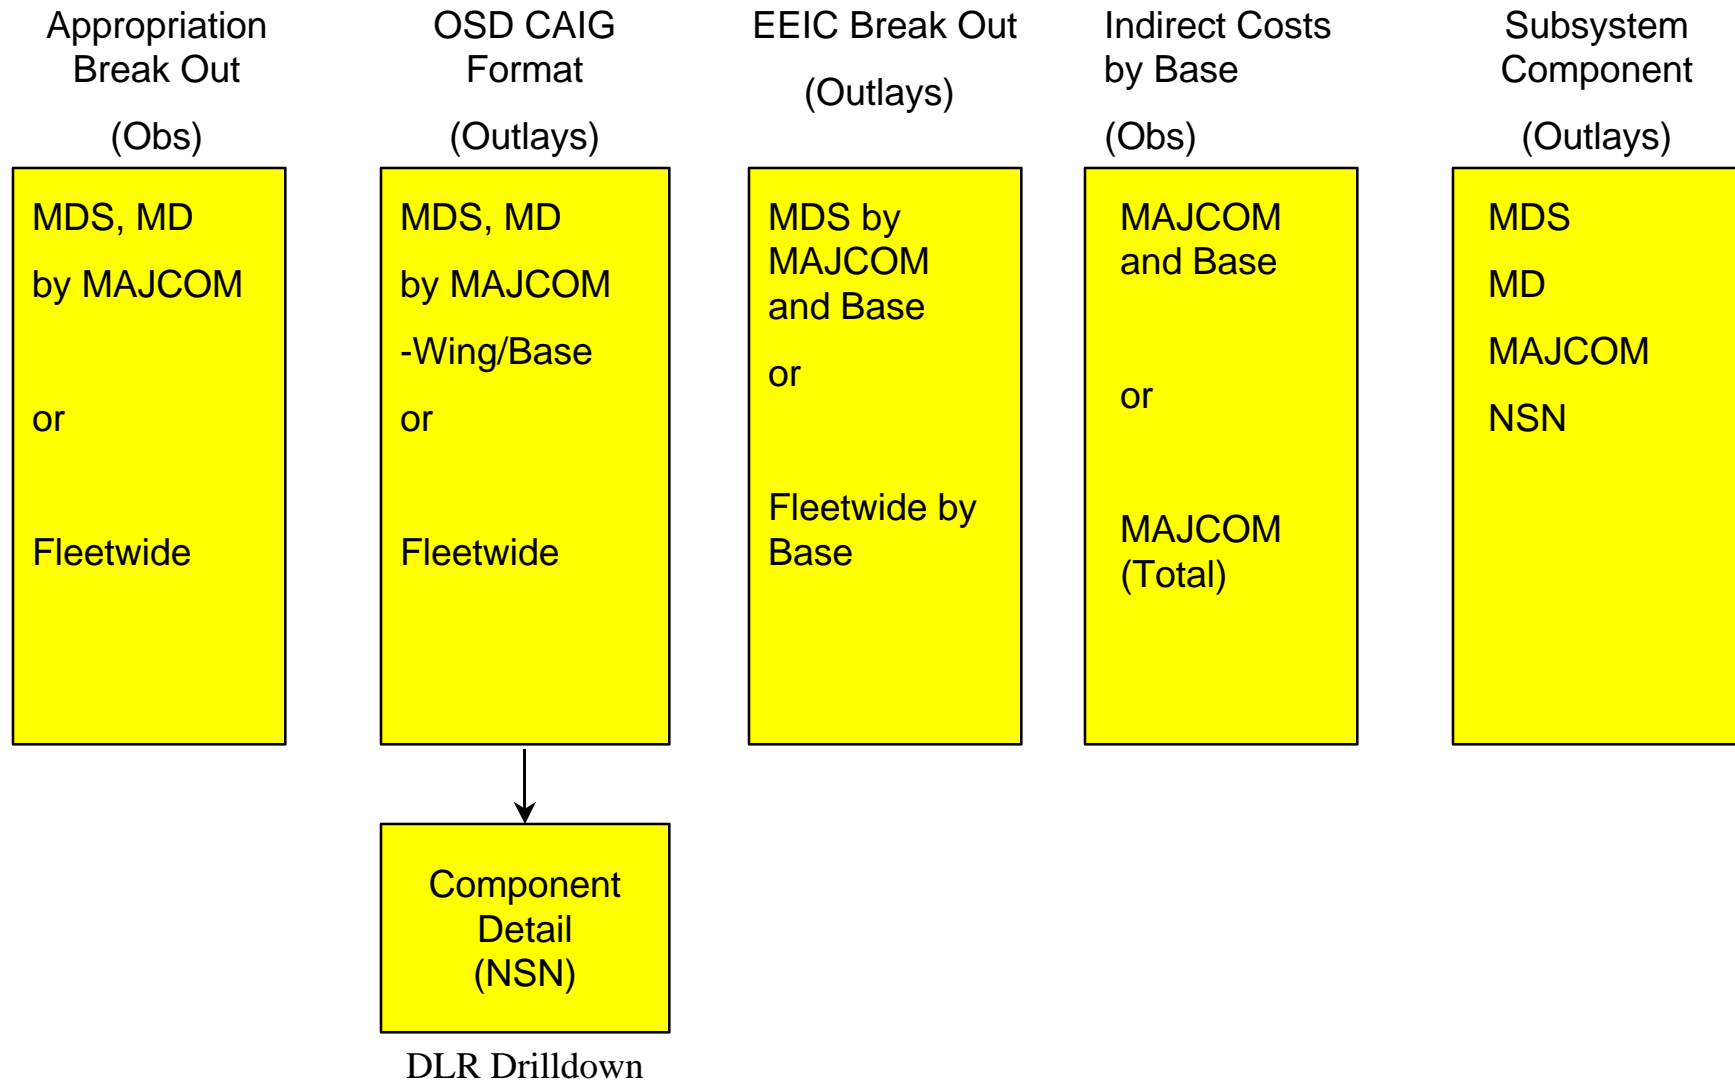 Appropriation
Break Out
(Obs)
MDS, MD
by MAJCOM
or
Fleetwide
OSD CAIG
Format
(Outlays)
MDS, MD
by MAJCOM
-Wing/Base
or
Fleetwide
Component
Detail
(NSN)
DLR Drilldown
EEIC Break Out
(Outlays)
MDS by
MAJCOM
and Base
or
Fleetwide by
Base
Indirect Costs
by Base
(Obs)
MAJCOM
and Base
or
MAJCOM
(Total)
Subsystem
Component
(Outlays)
MDS
MD
MAJCOM
NSN